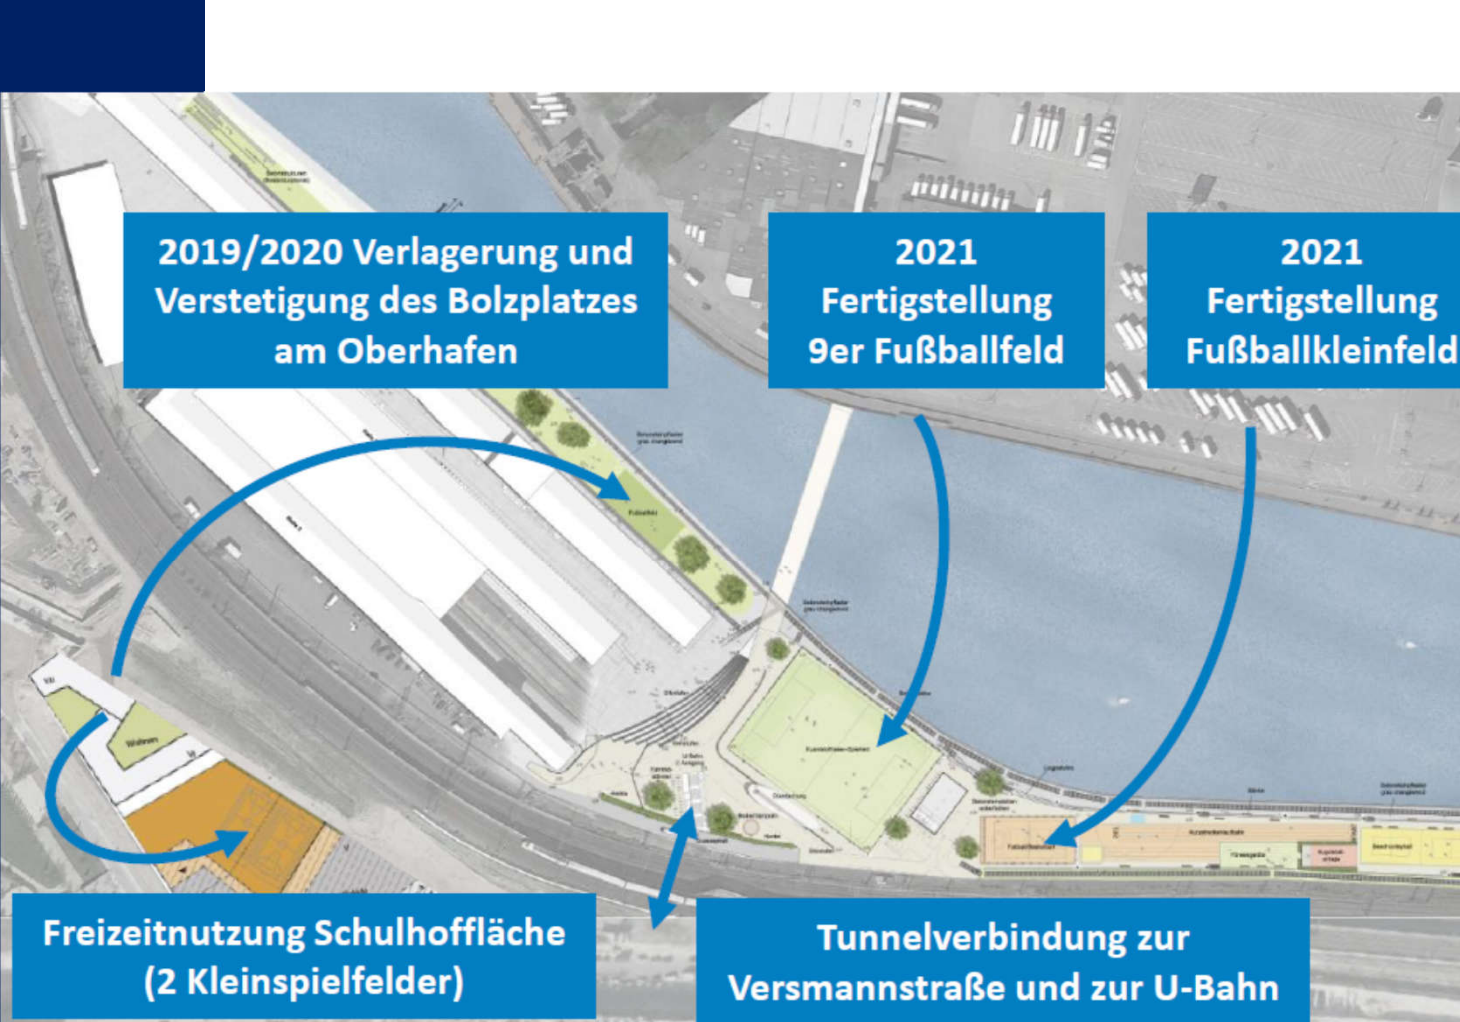 2019/2020 Verlagerung und
Verstetigung des Bolzplatzes
am Oberhafen
2021
Fertigstellung
9er Fußballfeld
2021
Fertigstellung
Fußballkleinfeld
Wohnen
Freizeitnutzung Schulhoffläche
(2 Kleinspielfelder)
Tunnelverbindung zur
Versmannstraße und zur U-Bahn